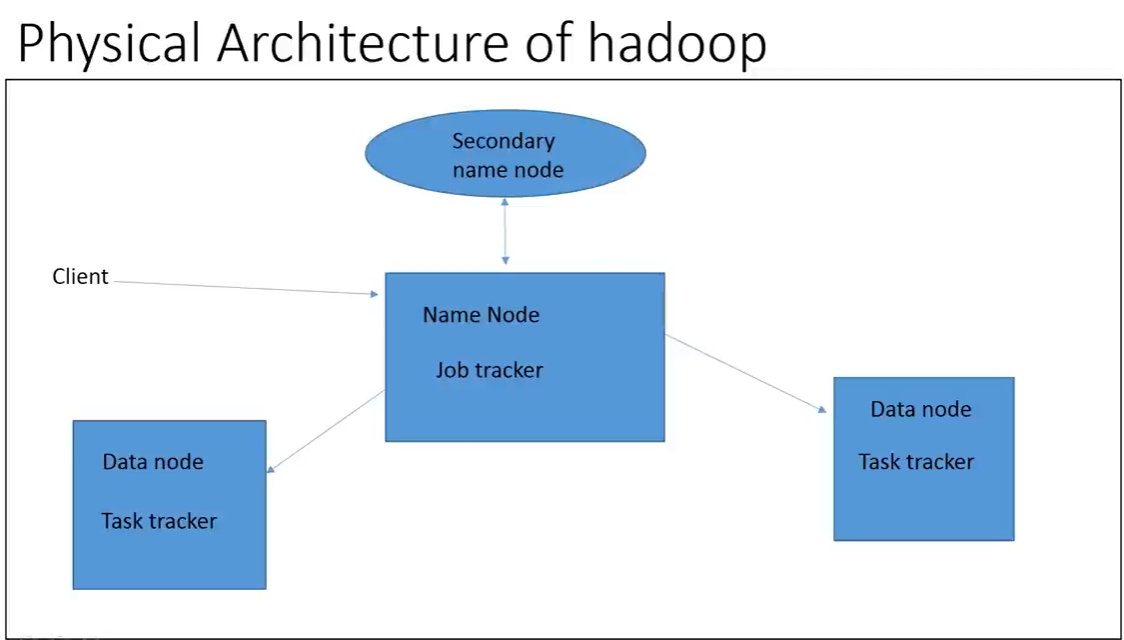 Physical Architecture of hadoop
Secondary
name node
Client
Name Node
Job tracker
Data node
Task tracker
Data node
Task tracker